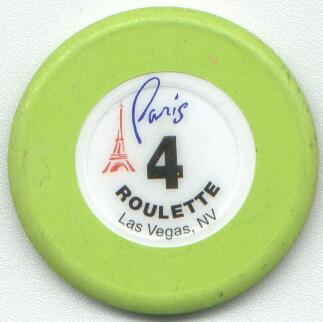 Paris
4
ROULETTE
Las Vegas, NV